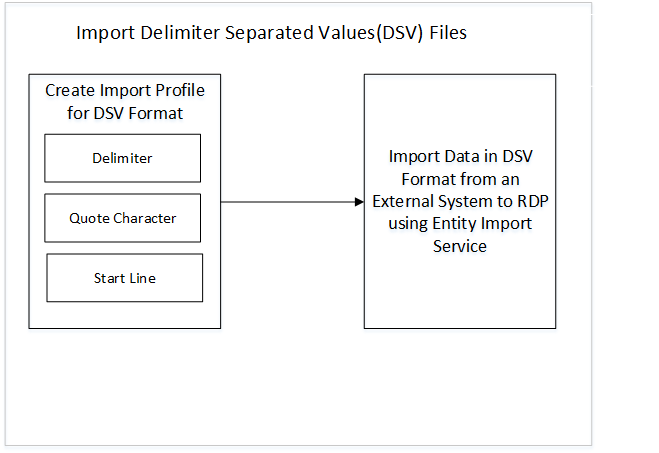 Import Delimiter Separated Values(DSV) Files
Create Import Profile
for DSV Format
Delimiter
Quote Character
Start Line
Import Data in DSV
Format from an
External System to RDP
using Entity Import
Service